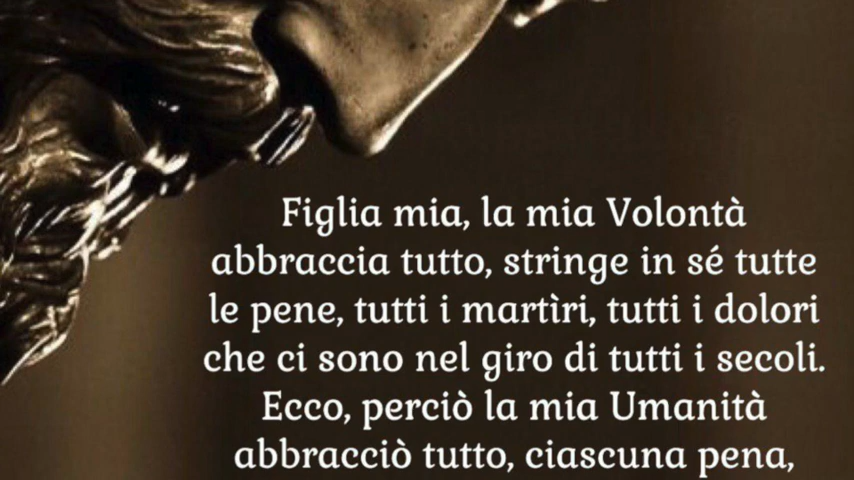 Figlia mia, la mia Volontà
abbraccia tutto, stringe in sé tutte
le pene, tutti i martìri, tutti i dolori
che ci sono nel giro di tutti i secoli.
Ecco, perciò la mia Umanità
abbracciò tutto, ciascuna pena,